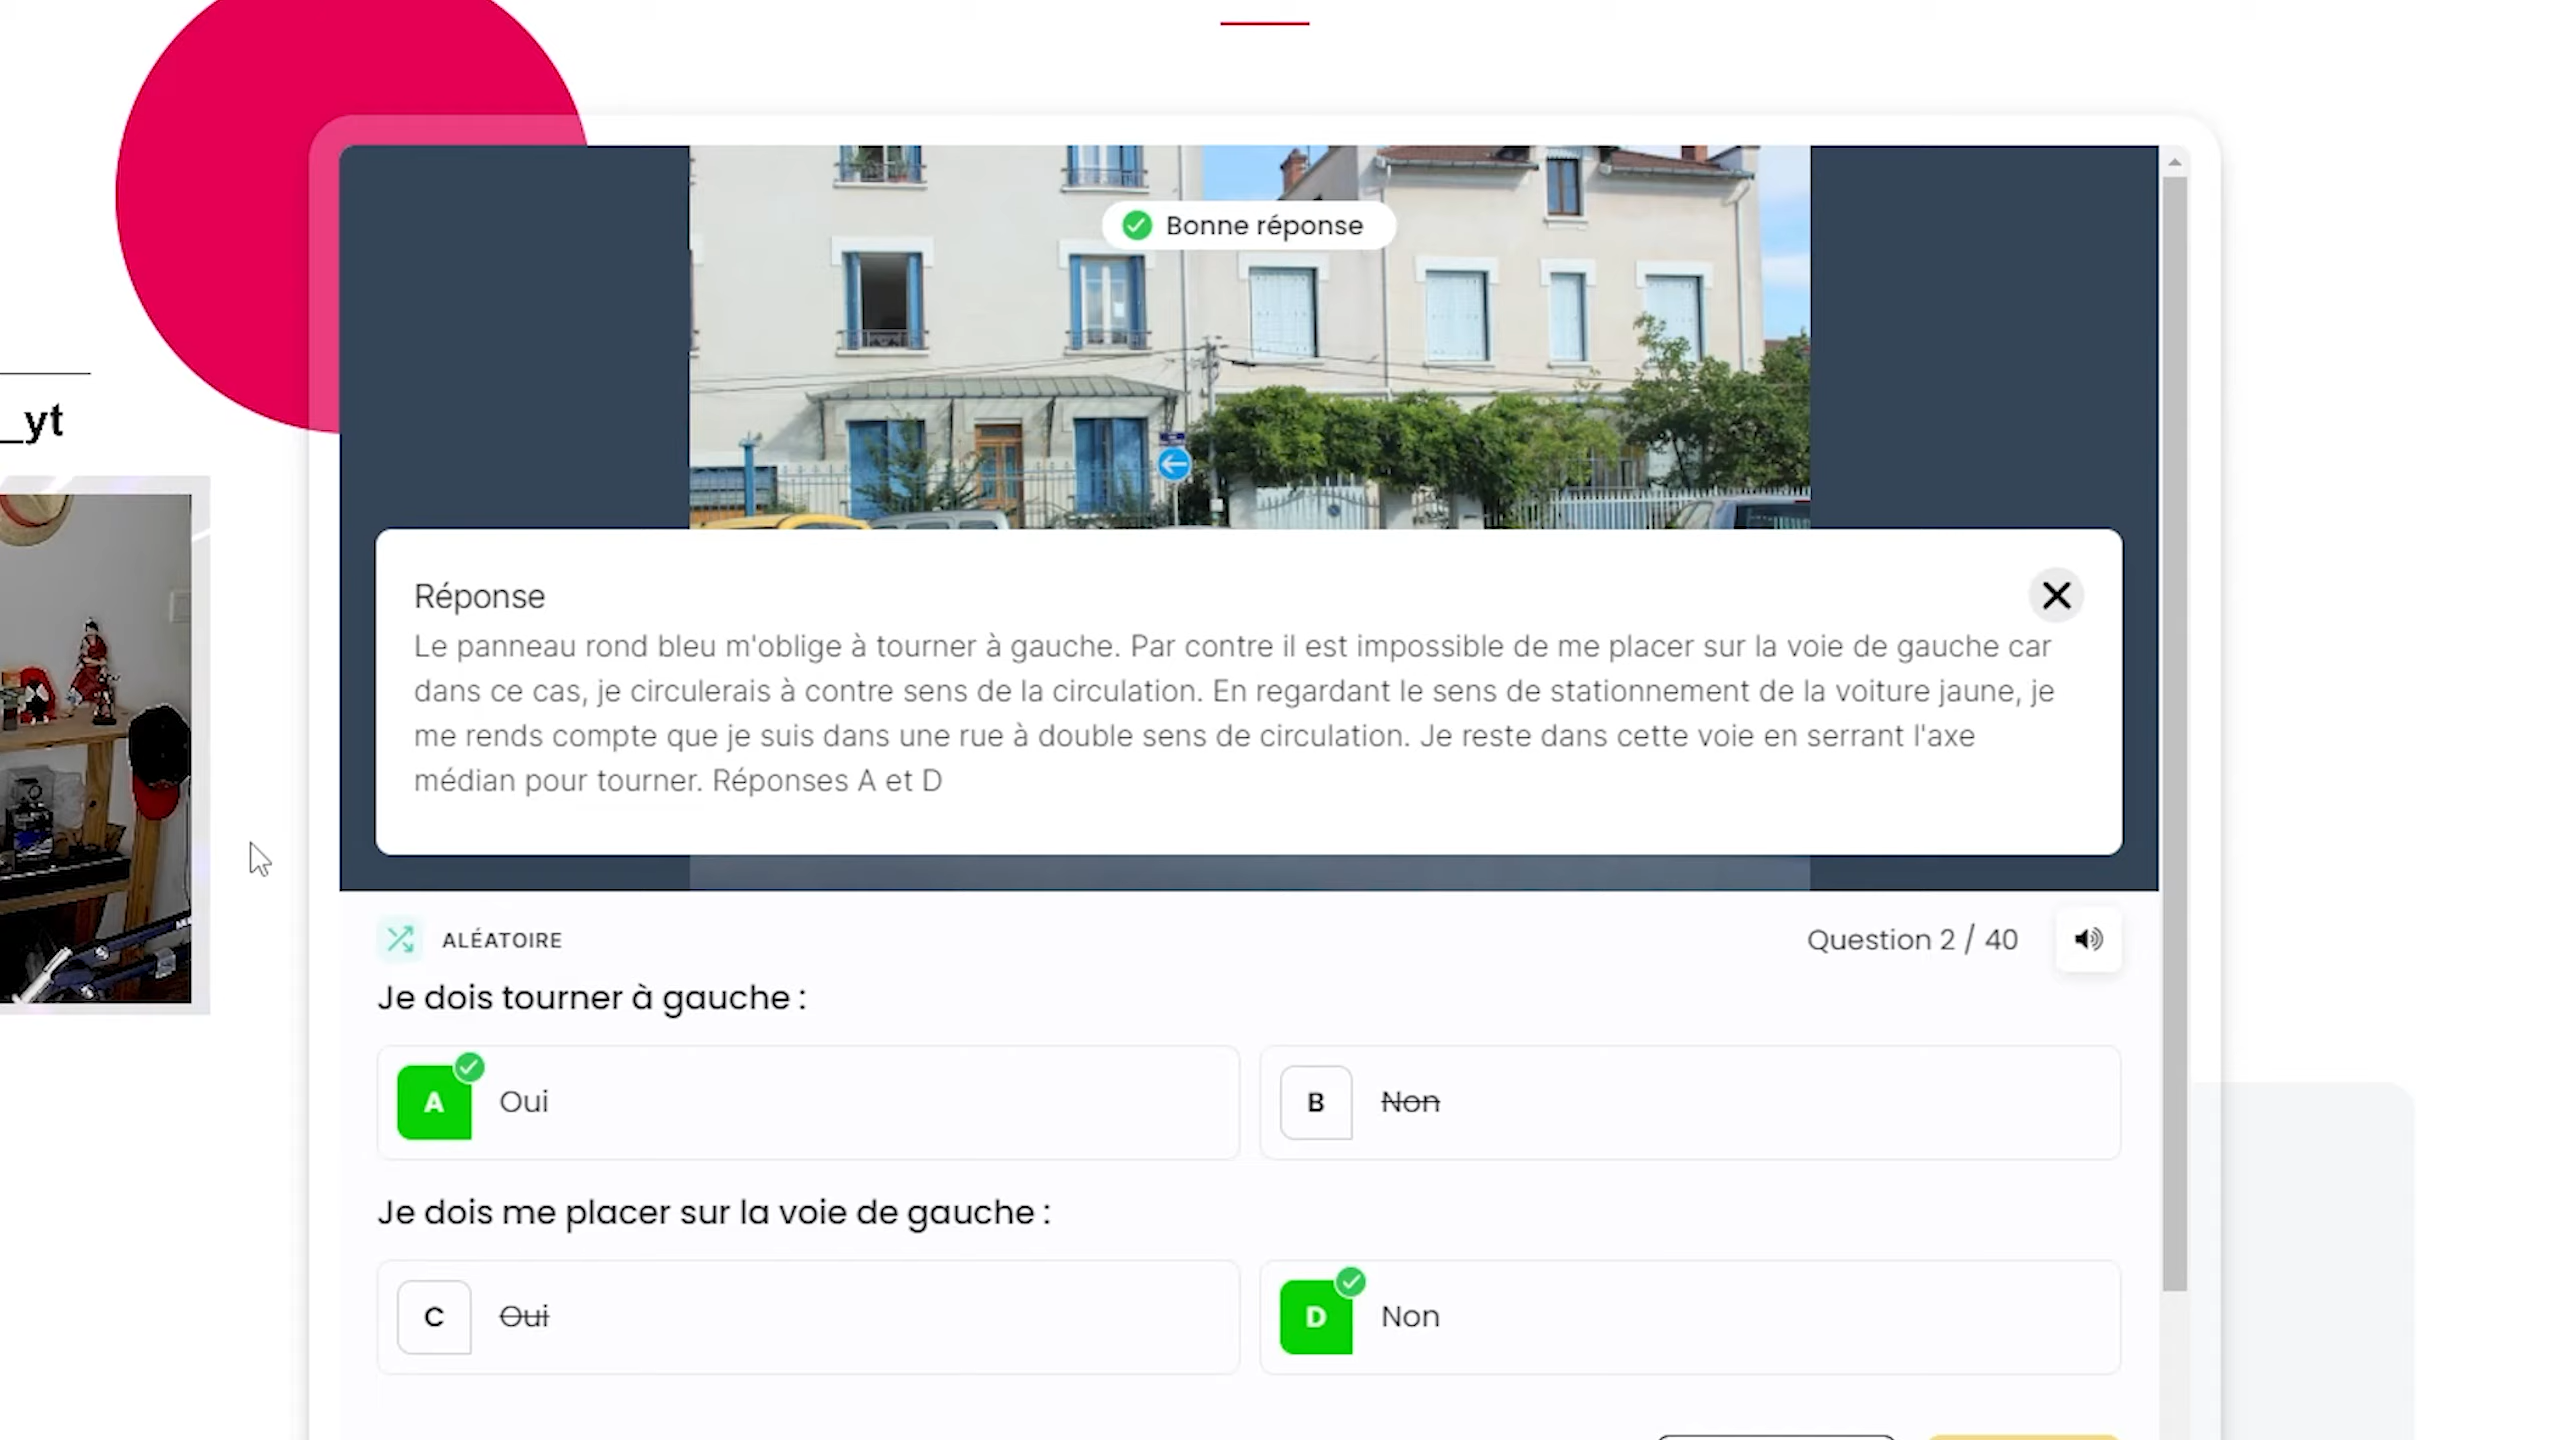 _yt
Bonne réponse
Réponse
Le panneau rond bleu m'oblige à tourner à gauche. Par contre il est impossible de me placer sur la voie de gauche car
dans ce cas, je circulerais à contre sens de la circulation. En regardant le sens de stationnement de la voiture jaune, je
me rends compte que je suis dans une rue à double sens de circulation. Je reste dans cette voie en serrant l'axe
médian pour tourner. Réponses A et D
ALÉATOIRE
Question 2 / 40
Je dois tourner à gauche :
A Oui
B Non
Je dois me placer sur la voie de gauche :
C Oui
D Non